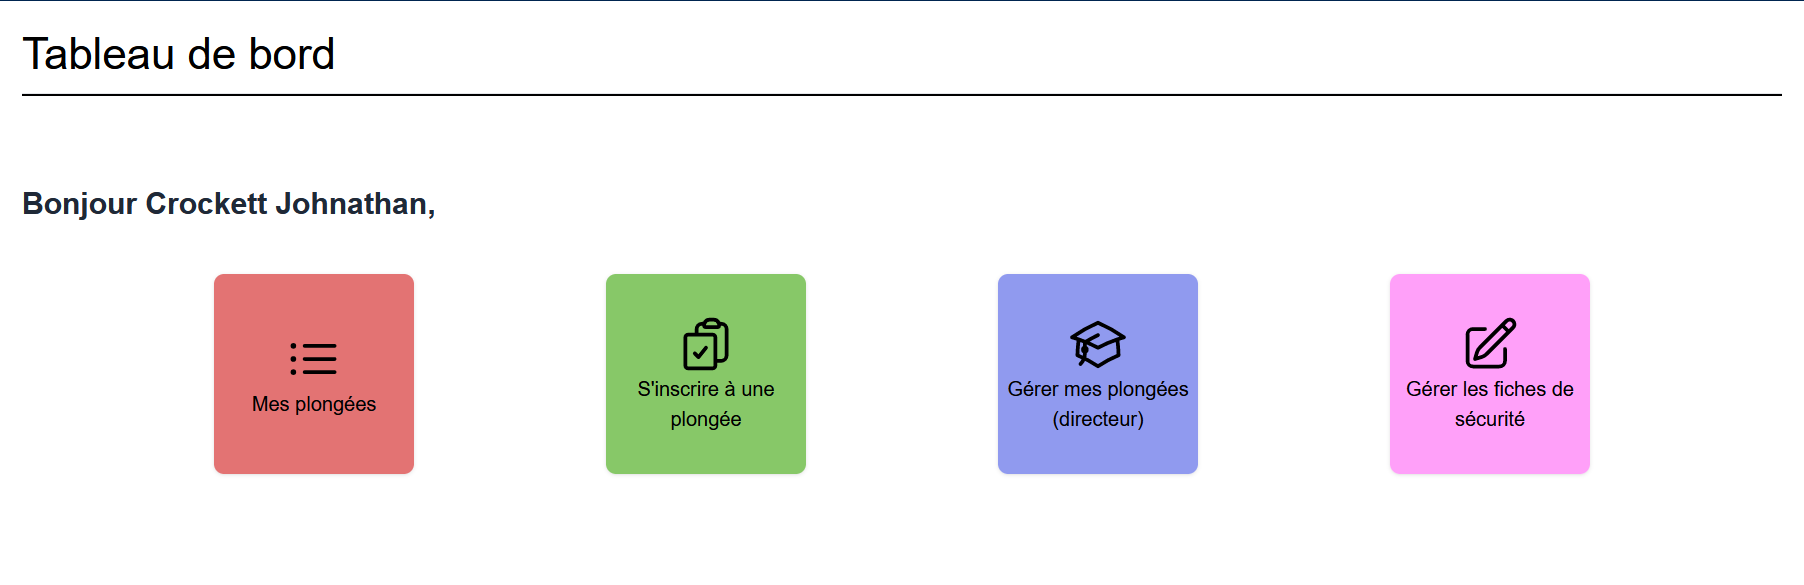 Tableau de bord
Bonjour Crockett Johnathan,
Mes plongées
S'inscrire à une
plongée
Gérer mes plongées
(directeur)
Gérer les fiches de
sécurité